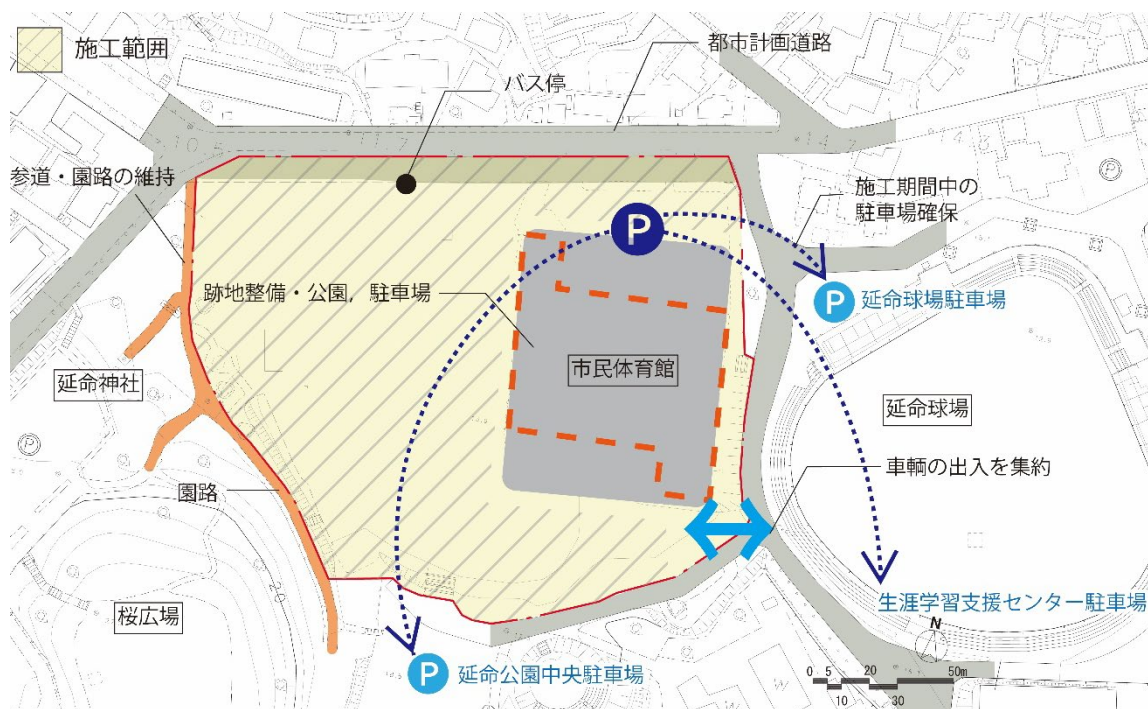 施工範囲
都市計画道路
バス停
参道・園路の維持
施工期間中の
駐車場確保
P
跡地整備・公園，駐車場
P 延命球場駐車場
市民体育館
延命神社
延命球場
P
車輌の出入を集約
園路
生涯学習支援センター駐車場
桜広場
N
P 延命公園中央駐車場
0 5 20 50m
10 30